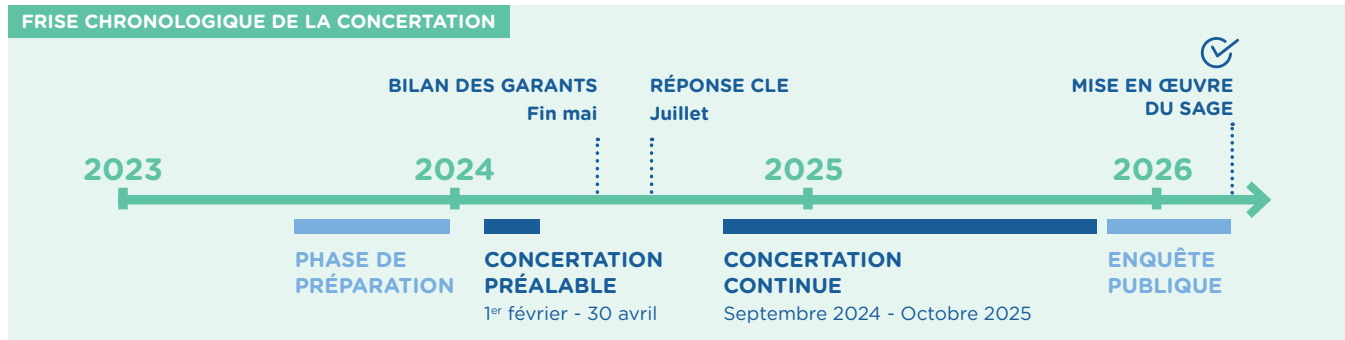 FRISE CHRONOLOGIQUE DE LA CONCERTATION
BILAN DES GARANTS
Fin mai
RÉPONSE CLE
Juillet
MISE EN ŒUVRE
DU SAGE
2023
2024
2025
2026
PHASE DE
PRÉPARATION
CONCERTATION
PRÉALABLE
1er février - 30 avril
CONCERTATION
CONTINUE
Septembre 2024 - Octobre 2025
ENQUÊTE
PUBLIQUE